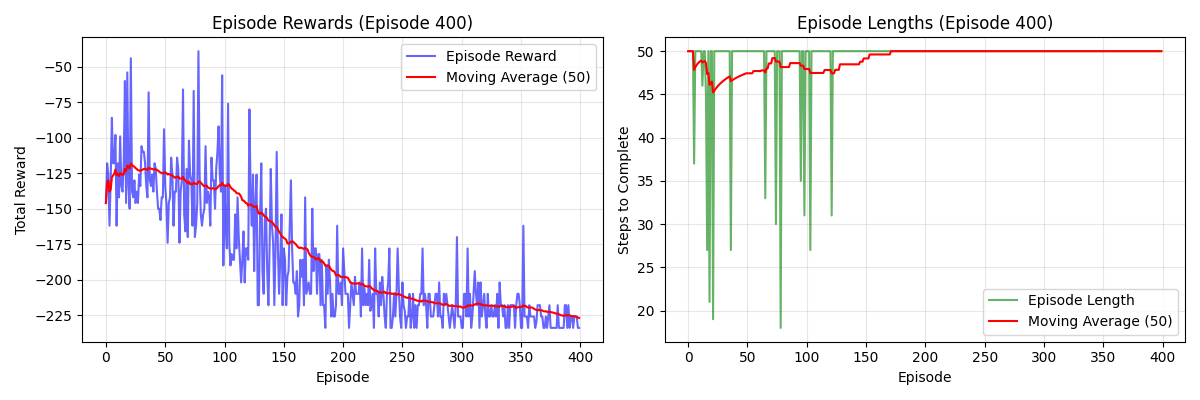 Episode Rewards (Episode 400)
Total Reward
−50
−75
−100
−125
−150
−175
−200
−225
Episode Reward
Moving Average (50)
0 50 100 150 200 250 300 350 400
Episode
Episode Lengths (Episode 400)
Steps to Complete
50
45
40
35
30
25
20
Episode Length
Moving Average (50)
0 50 100 150 200 250 300 350 400
Episode